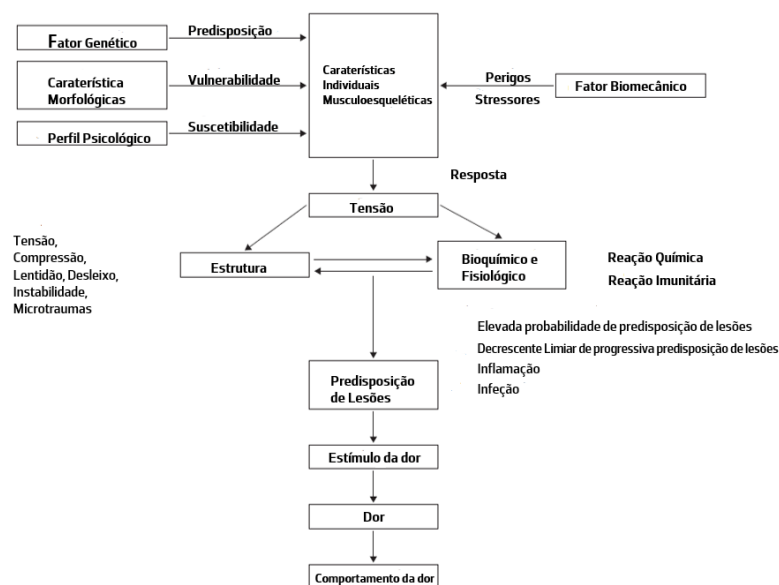 Fator Genético
Predisposição
Caraterística
Morfológicas
Vulnerabilidade
Perfil Psicológico
Suscetibilidade
Caraterísticas
Individuais
Musculoesqueléticas
Perigos
Stressores
Fator Biomecânico
Resposta
Tensão
Tensão,
Compressão,
Lentidão, Desleixo,
Instabilidade,
Microtraumas
Estrutura
Bioquímico e
Fisiológico
Reação Química
Reação Imunitária
Elevada probabilidade de predisposição de lesões
Decrescente Limiar de progressiva predisposição de lesões
Inflamação
Infeção
Predisposição
de Lesões
Estímulo da dor
Dor
Comportamento da dor